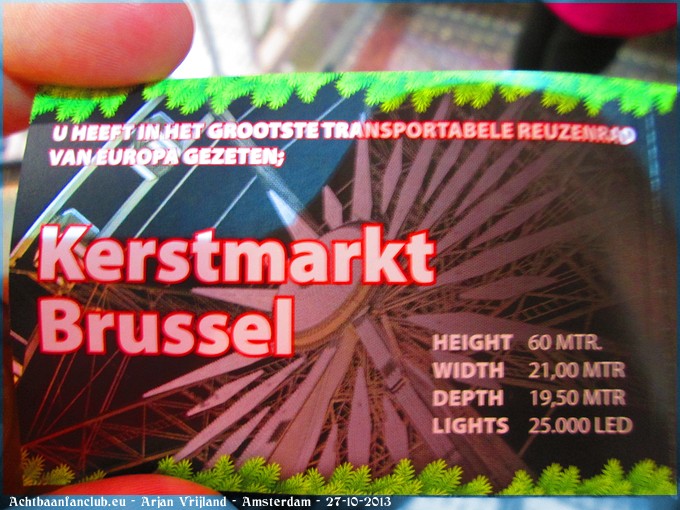 U HEEFT IN HET GROOTSTE TRANSPORTABELE REUZENRAD
VAN EUROPA GEZETEN;
Kerstmarkt
Brussel
HEIGHT 60 MTR.
WIDTH 21,00 MTR
DEPTH 19,50 MTR
LIGHTS 25.000 LED
Achtbaanfanclub.eu - Arjan Vrijland - Amsterdam - 27-10-2013